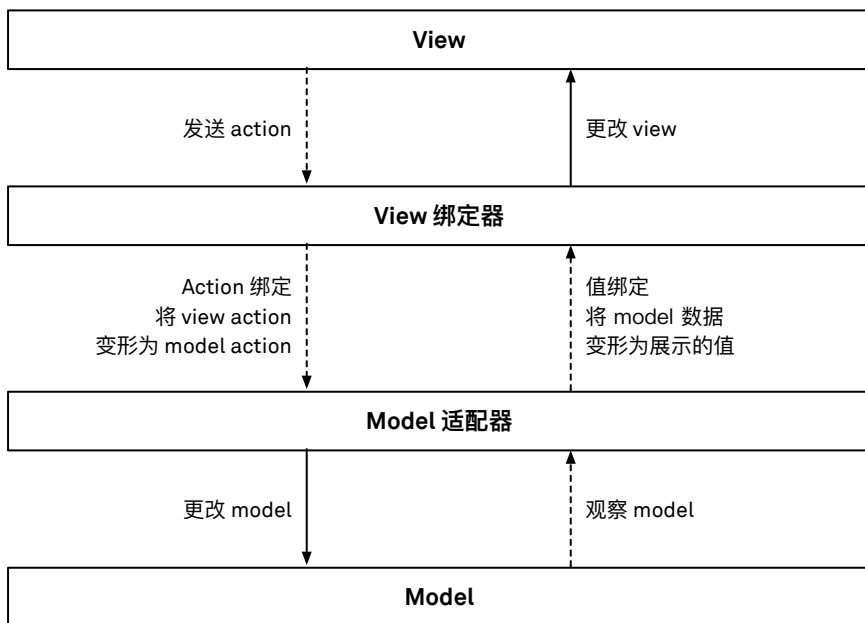 View
发送 action
更改 view
View 绑定器
Action 绑定
将 view action
变形为 model action
值绑定
将 model 数据
变形为展示的值
Model 适配器
更改 model
观察 model
Model